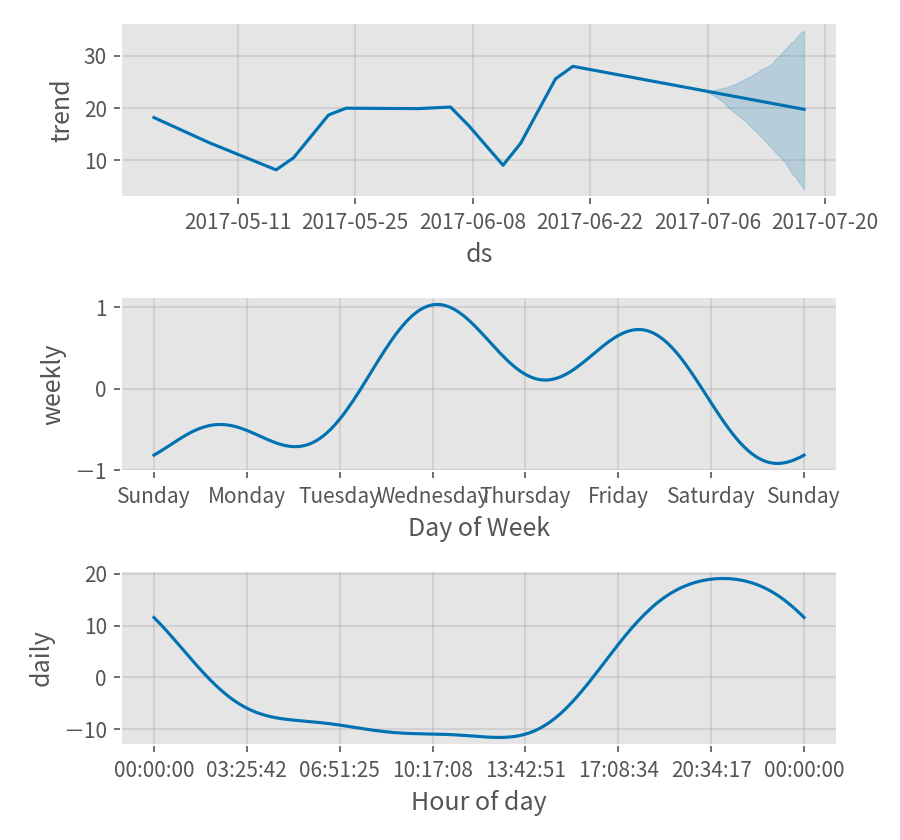 30
20
10
trend
2017-05-11 2017-05-25 2017-06-08 2017-06-22 2017-07-06 2017-07-20
ds
1
0
−1
weekly
Sunday Monday Tuesday Wednesday Thursday Friday Saturday Sunday
Day of Week
20
10
0
−10
daily
00:00:00 03:25:42 06:51:25 10:17:08 13:42:51 17:08:34 20:34:17 00:00:00
Hour of day